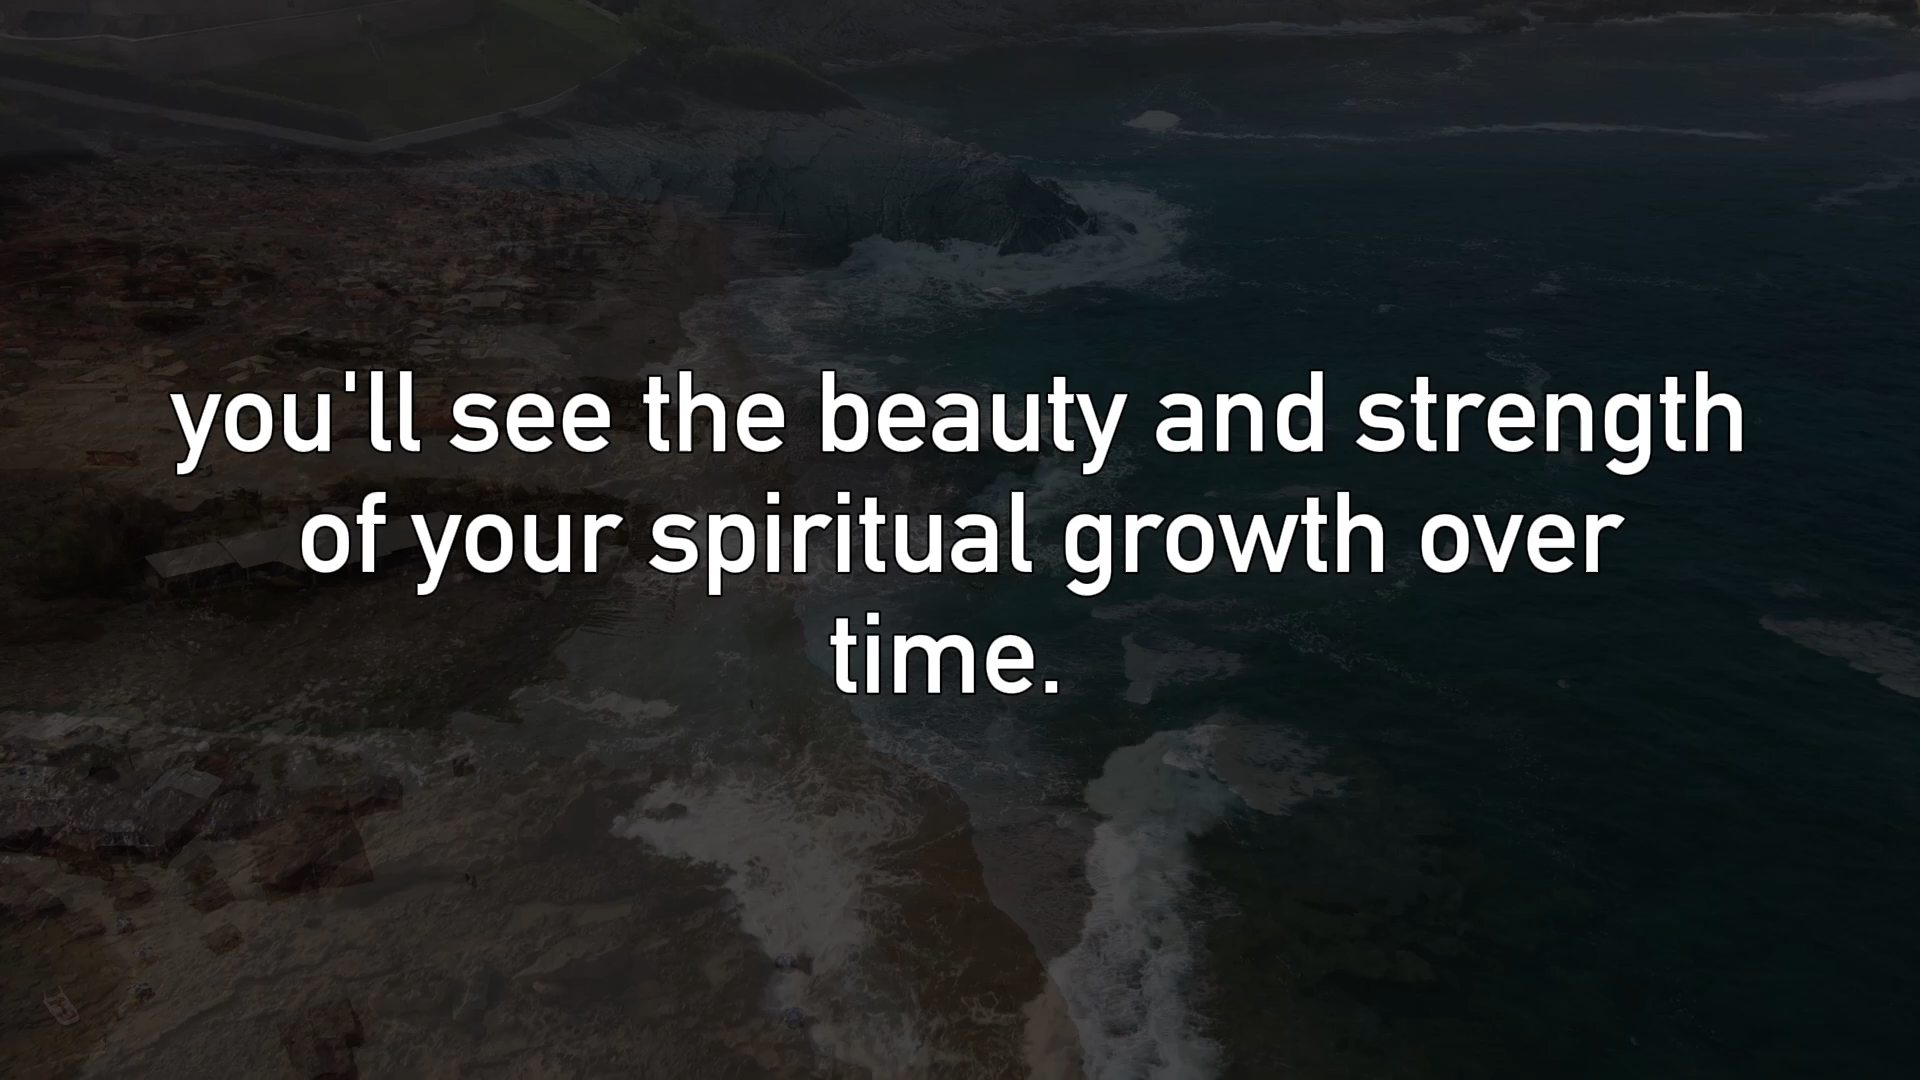 you'll see the beauty and strength
of your spiritual growth over
time.